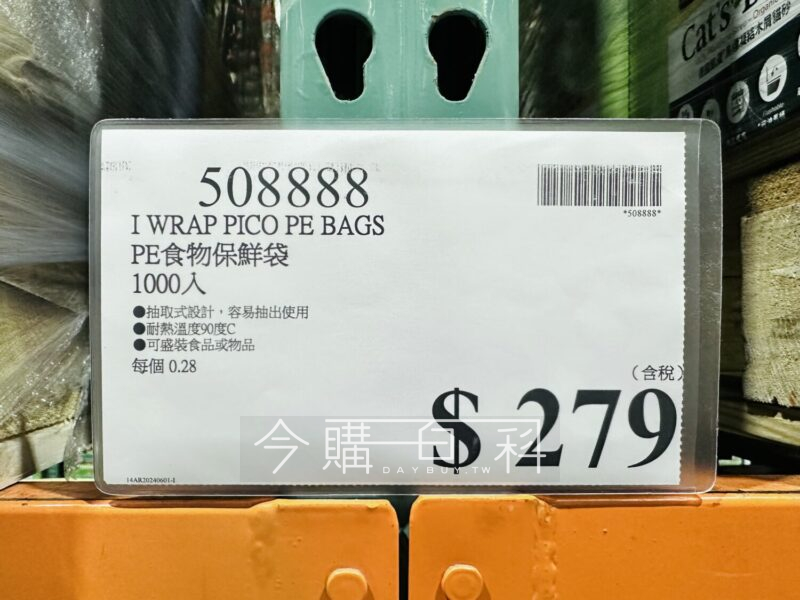 Cat's
508888
*508888*
I WRAP PICO PE BAGS
PE食物保鮮袋
1000入
●抽取式設計，容易抽出使用
●耐熱溫度90度C
●可盛裝食品或物品
每個 0.28
(含稅)
$ 279
今購百科
DAYBUY.TW
14AR20240601-I